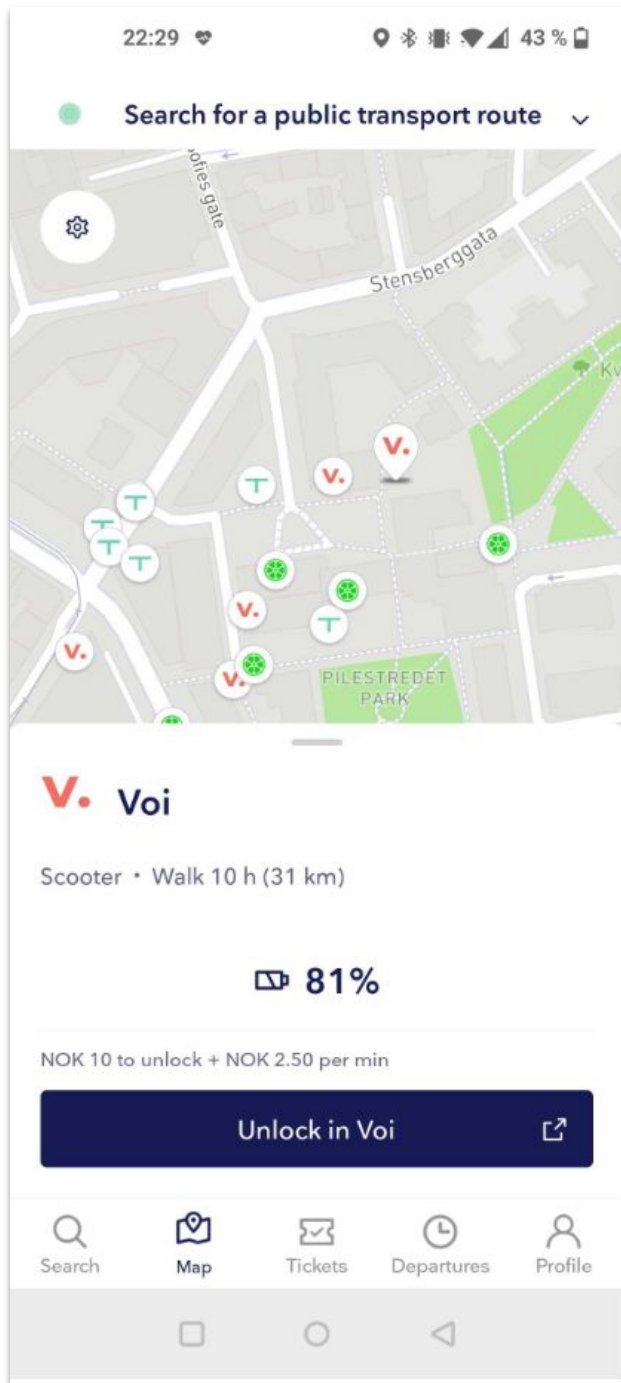 22:29
43 %
Search for a public transport route
ofies gate
Stensberggata
Kv
V.
V.
T
T
T
T
T
V.
T
V.
V.
PILESTREDET
PARK
V. Voi
Scooter • Walk 10 h (31 km)
81%
NOK 10 to unlock + NOK 2.50 per min
Unlock in Voi
Search
Map
Tickets
Departures
Profile